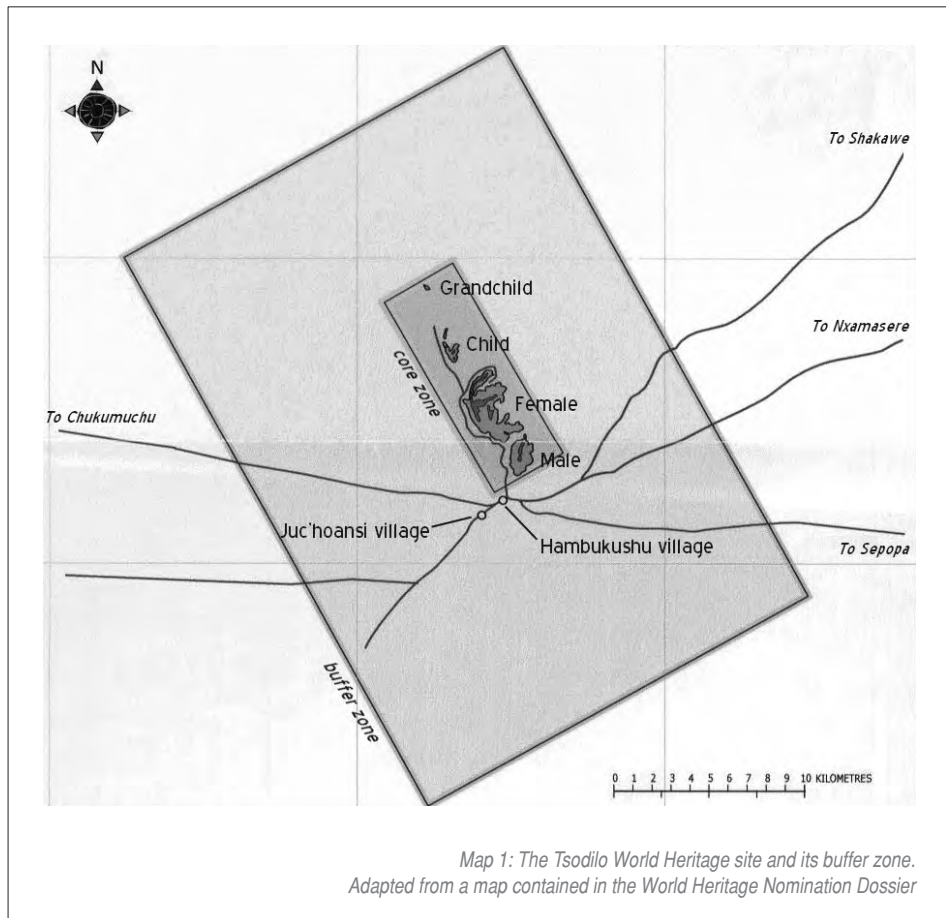 N
To Shakawe
Grandchild
To Nxamasere
Child
core zone
Female
To Chukumuchu
Male
Juc'hoansi village
Hambukushu village
To Sepopa
buffer zone
0 1 2 3 4 5 6 7 8 9 10 KILOMETRES
Map 1: The Tsodilo World Heritage site and its buffer zone.
Adapted from a map contained in the World Heritage Nomination Dossier